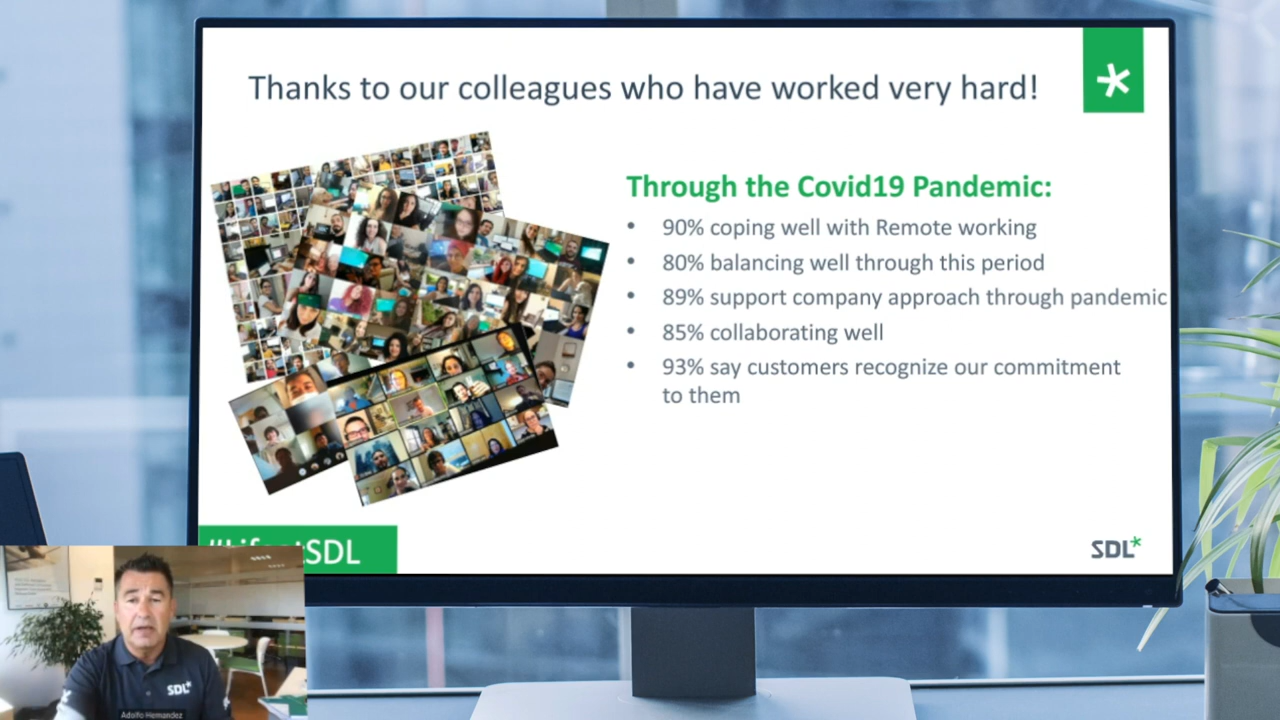 Thanks to our colleagues who have worked very hard!
Through the Covid19 Pandemic:
• 90% coping well with Remote working
• 80% balancing well through this period
• 89% support company approach through pandemic
• 85% collaborating well
• 93% say customers recognize our commitment
to them
SDL
SDL*
SDL*
Adolfo Hernandez